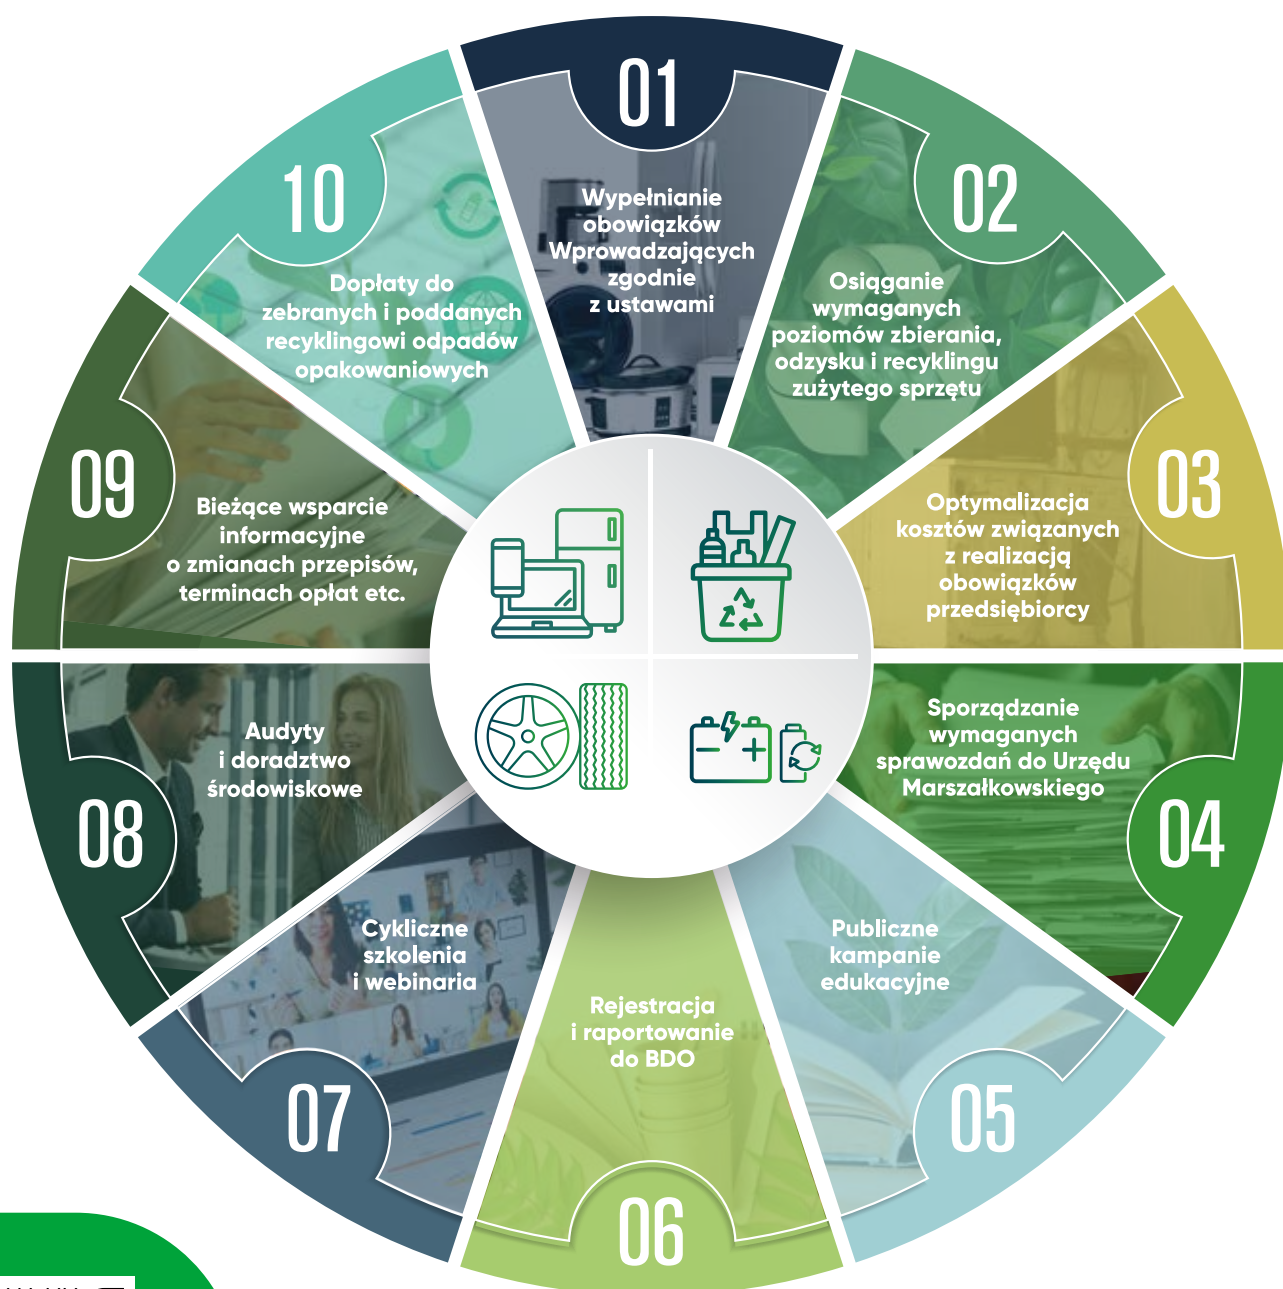 01
Wypełnianie
obowiązków
Wprowadzających
zgodnie
z ustawami
02
Osiąganie
wymaganych
poziomów zbierania,
odzysku i recyklingu
zużytego sprzętu
03
Optymalizacja
kosztów związanych
z realizacją
obowiązków
przedsiębiorcy
04
Sporządzanie
wymaganych
sprawozdań do Urzędu
Marszałkowskiego
05
Publiczne
kampanie
edukacyjne
06
Rejestracja
i raportowanie
do BDO
07
Cykliczne
szkolenia
i webinaria
08
Audyty
i doradztwo
środowiskowe
09
Bieżące wsparcie
informacyjne
o zmianach przepisów,
terminach opłat etc.
10
Dopłaty do
zebranych i poddanych
recyklingowi odpadów
opakowaniowych